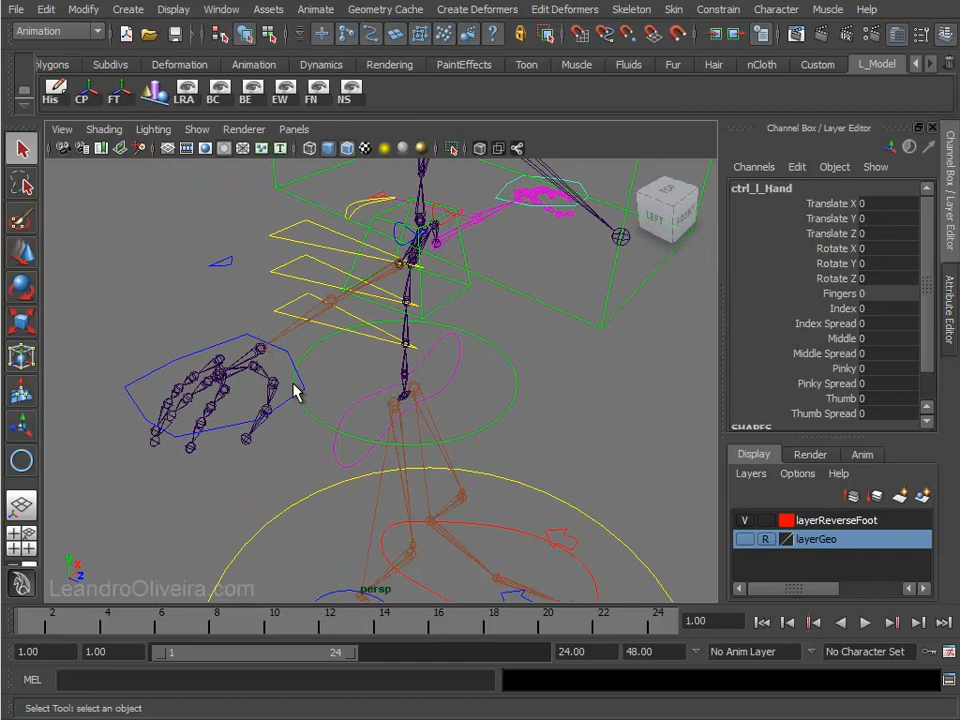 File Edit Modify Create Display Window Assets Animate Geometry Cache Create Deformers Edit Deformers Skeleton Skin Constrain Character Muscle Help
Animation
olygons Subdivs Deformation Animation Dynamics Rendering PaintEffects Toon Muscle Fluids Fur Hair nCloth Custom L_Model
His CP FT LRA BC BE EW FN NS
View Shading Lighting Show Renderer Panels
Channel Box / Layer Editor
Channels Edit Object Show
ctrl_l_Hand
Translate X 0
Translate Y 0
Translate Z 0
Rotate X 0
Rotate Y 0
Rotate Z 0
Fingers 0
Index 0
Index Spread 0
Middle 0
Middle Spread 0
Pinky 0
Pinky Spread 0
Thumb 0
Thumb Spread 0
SHAPES
Channel Box / Layer Editor
Attribute Editor
TOP
LEFT
FRONT
Display Render Anim
Layers Options Help
V layerReverseFoot
R layerGeo
y x z
LeandroOliveira.com
persp
2 4 6 8 10 12 14 16 18 20 22 24
1.00
1.00 1.00 1 24 24.00 48.00 No Anim Layer No Character Set
MEL
Select Tool: select an object